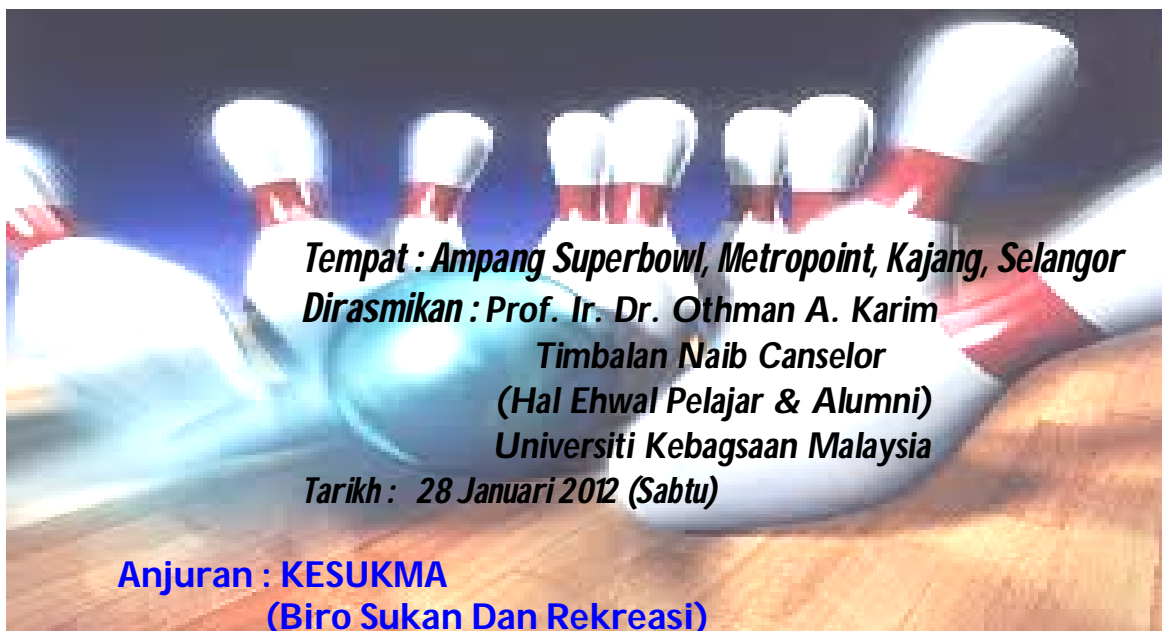 Tempat : Ampang Superbowl, Metropoint, Kajang, Selangor
Dirasmikan : Prof. Ir. Dr. Othman A. Karim
Timbalan Naib Canselor
(Hal Ehwal Pelajar & Alumni)
Universiti Kebagsaan Malaysia
Tarikh : 28 Januari 2012 (Sabtu)
Anjuran : KESUKMA
(Biro Sukan Dan Rekreasi)